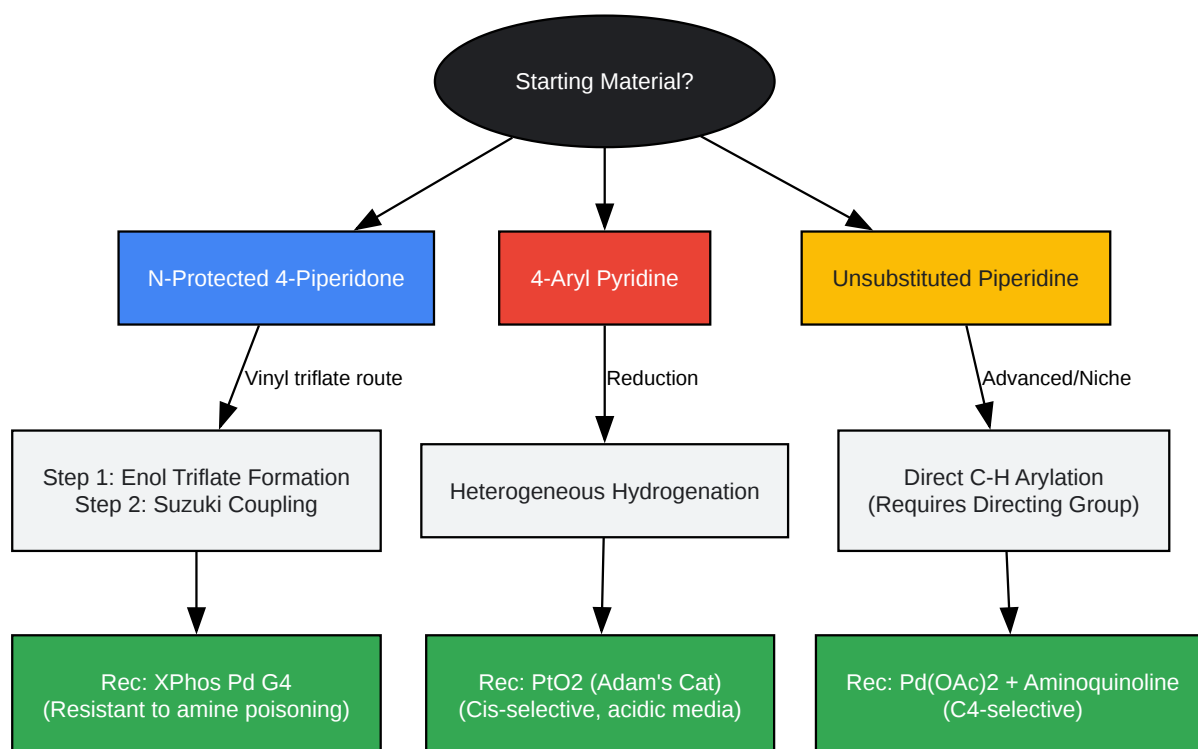 Starting Material?
N-Protected 4-Piperidone
4-Aryl Pyridine
Unsubstituted Piperidine
Vinyl triflate route
Reduction
Advanced/Niche
Step 1: Enol Triflate Formation
Step 2: Suzuki Coupling
Heterogeneous Hydrogenation
Direct C-H Arylation
(Requires Directing Group)
Rec: XPhos Pd G4
(Resistant to amine poisoning)
Rec: PtO2 (Adam's Cat)
(Cis-selective, acidic media)
Rec: Pd(OAc)2 + Aminoquinoline
(C4-selective)